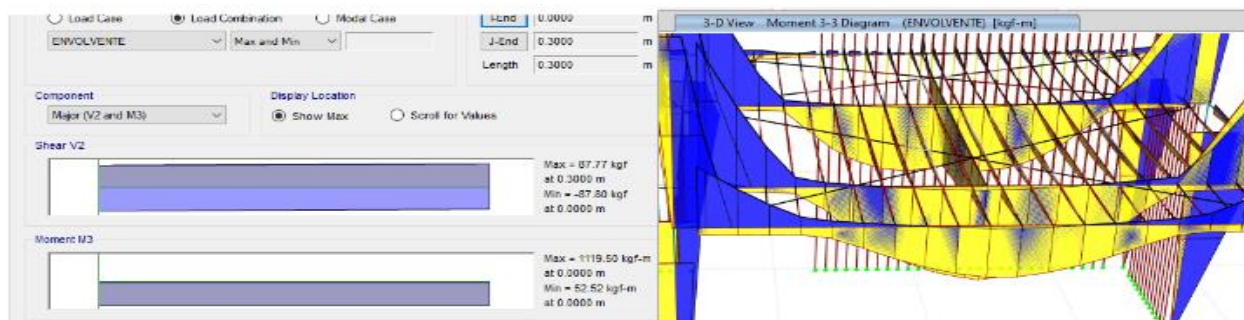 Load Case Load Combination Modal Case
ENVOLVENTE Max and Min
I-End 0.0000 m
J-End 0.3000 m
Length 0.3000 m
Component
Major (V2 and M3)
Display Location
Show Max Scroll for Values
Shear V2
Max = 87.77 kgf
at 0.3000 m
Min = -87.80 kgf
at 0.0000 m
Moment M3
Max = 1119.50 kgf-m
at 0.0000 m
Min = 52.52 kgf-m
at 0.0000 m
3-D View Moment 3-3 Diagram (ENVOLVENTE) [kgf-m]